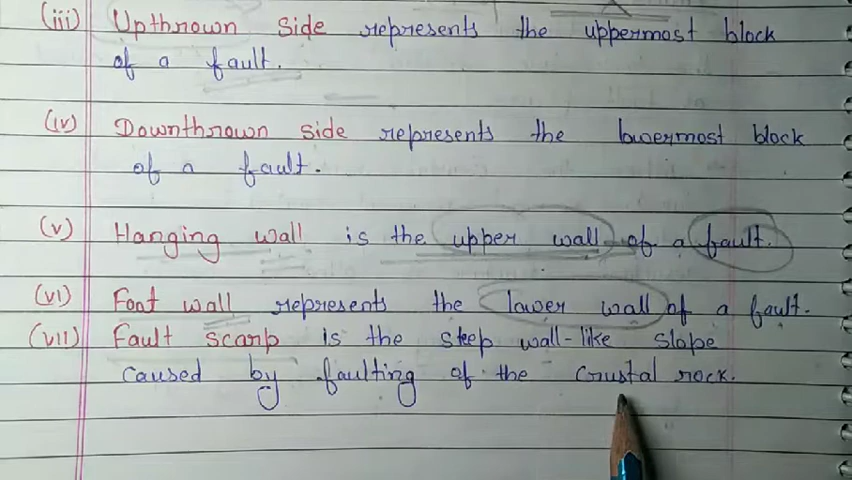 (iii) Upthrown side represents the uppermost block
of a fault.
(iv) Downthrown side represents the lowermost block
of a fault.
(v) Hanging wall is the upper wall of a fault.
(vi) Foot wall represents the lower wall of a fault.
(vii) Fault scarp is the steep wall-like slope
caused by faulting of the crustal rock.